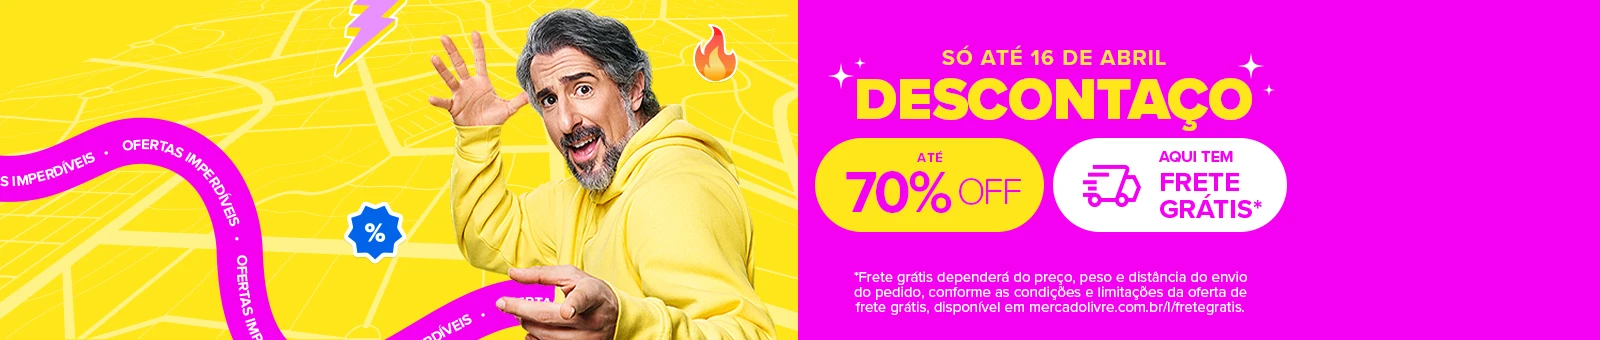 S IMPERDÍVEIS • OFERTAS IMPERDÍVEIS • OFERTAS
SÓ ATÉ 16 DE ABRIL
DESCONTAÇO
ATÉ
70% OFF
AQUI TEM
FRETE
GRÁTIS*
%
*Frete grátis dependerá do preço, peso e distância do envio
do pedido, conforme as condições e limitações da oferta de
frete grátis, disponível em mercadolivre.com.br/l/fretegratis.